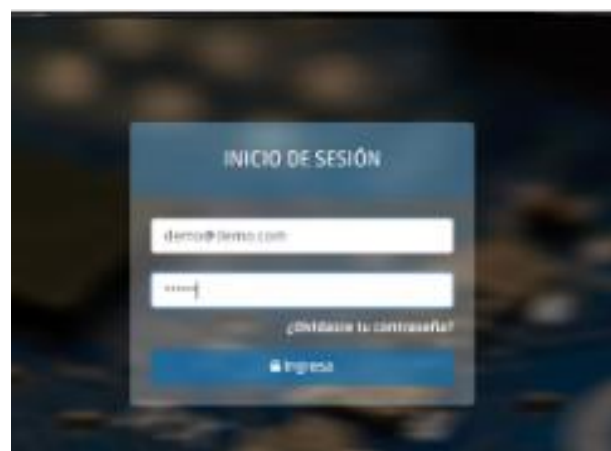 INICIO DE SESIÓN
demo@demo.com
••••••
¿Olvidaste tu contraseña?
Ingresa